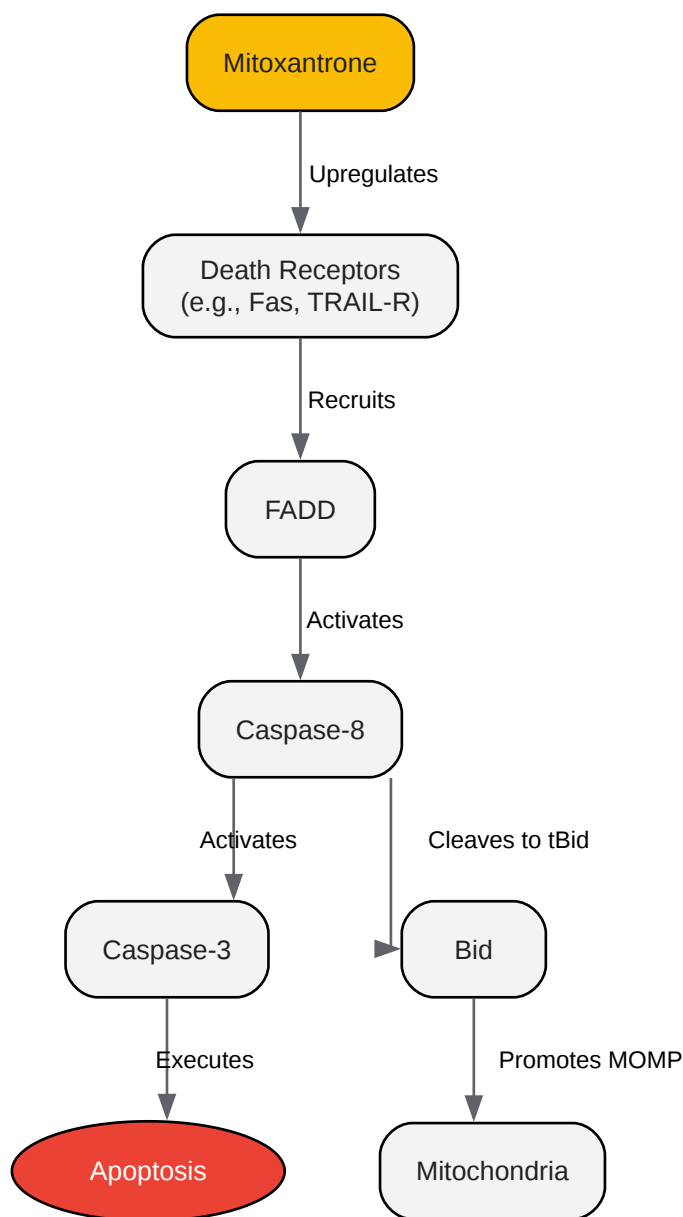 Mitoxantrone
Upregulates
Death Receptors
(e.g., Fas, TRAIL-R)
Recruits
FADD
Activates
Caspase-8
Activates
Cleaves to tBid
Caspase-3
Bid
Executes
Promotes MOMP
Apoptosis
Mitochondria